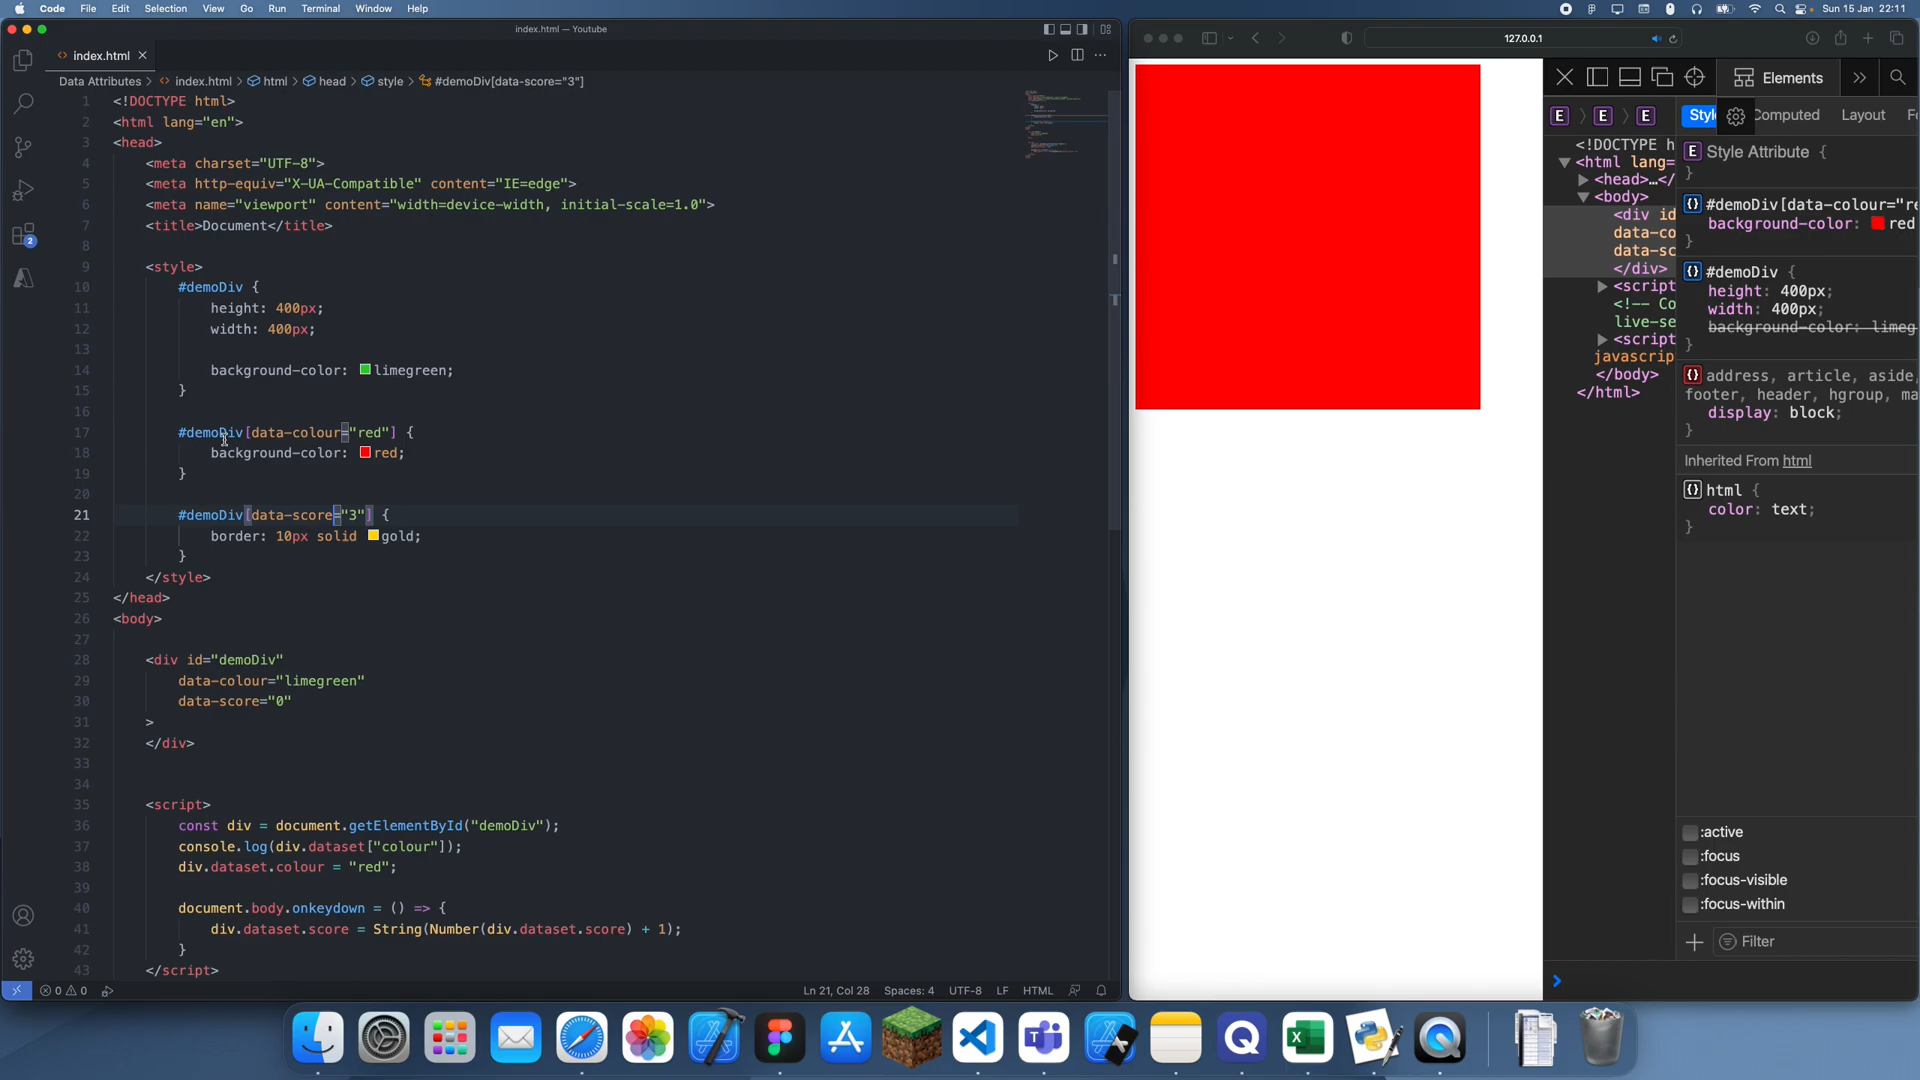 Code File Edit Selection View Go Run Terminal Window Help
Sun 15 Jan 22:11
index.html — Youtube
127.0.0.1
index.html
Elements
Data Attributes > index.html > html > head > style > #demoDiv[data-score="3"]
1 <!DOCTYPE html>
2 <html lang="en">
3 <head>
4 <meta charset="UTF-8">
5 <meta http-equiv="X-UA-Compatible" content="IE=edge">
6 <meta name="viewport" content="width=device-width, initial-scale=1.0">
7 <title>Document</title>
8
9 <style>
10 #demoDiv {
11 height: 400px;
12 width: 400px;
13
14 background-color: limegreen;
15 }
16
17 #demoDiv[data-colour="red"] {
18 background-color: red;
19 }
20
21 #demoDiv[data-score="3"] {
22 border: 10px solid gold;
23 }
24 </style>
25 </head>
26 <body>
27
28 <div id="demoDiv"
29 data-colour="limegreen"
30 data-score="0"
31 >
32 </div>
33
34
35 <script>
36 const div = document.getElementById("demoDiv");
37 console.log(div.dataset["colour"]);
38 div.dataset.colour = "red";
39
40 document.body.onkeydown = () => {
41 div.dataset.score = String(Number(div.dataset.score) + 1);
42 }
43 </script>
2
0 0
Ln 21, Col 28 Spaces: 4 UTF-8 LF HTML
E E E
<!DOCTYPE h
<html lang=
<head>…</
<body>
<div id
data-co
data-sc
</div>
<script
<!-- Co
live-se
<script
javascrip
</body>
</html>
Style Computed Layout Fo
E Style Attribute {
}
#demoDiv[data-colour="re
background-color: red
}
#demoDiv {
height: 400px;
width: 400px;
background-color: limeg
}
address, article, aside,
footer, header, hgroup, ma
display: block;
}
Inherited From html
html {
color: text;
}
:active
:focus
:focus-visible
:focus-within
Filter